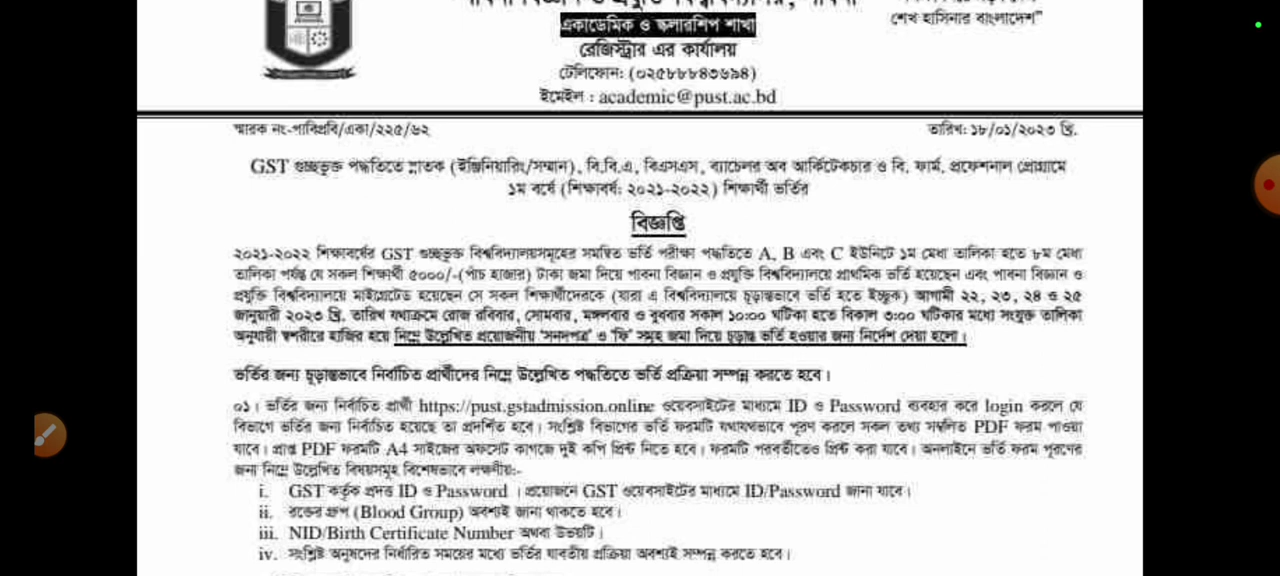 শেখ হাসিনার বাংলাদেশ"
একাডেমিক ও স্কলারশিপ শাখা
রেজিস্ট্রার এর কার্যালয়
টেলিফোন: (০২৫৮৮৮৪৩৬৯৪)
ইমেইল : academic@pust.ac.bd
স্মারক নং-পাবিপ্রবি/একা/২২৫/৬২ তারিখ: ১৮/০১/২০২৩ খ্রি.
GST গুচ্ছভুক্ত পদ্ধতিতে স্নাতক (ইঞ্জিনিয়ারিং/সম্মান), বি.বি.এ, বিএসএস, ব্যাচেলর অব আর্কিটেকচার ও বি. ফার্ম. প্রফেশনাল প্রোগ্রামে
১ম বর্ষে (শিক্ষাবর্ষ: ২০২১-২০২২) শিক্ষার্থী ভর্তির
বিজ্ঞপ্তি
২০২১-২০২২ শিক্ষাবর্ষের GST গুচ্ছভুক্ত বিশ্ববিদ্যালয়সমূহের সমন্বিত ভর্তি পরীক্ষা পদ্ধতিতে A, B এবং C ইউনিটে ১ম মেধা তালিকা হতে ৮ম মেধা
তালিকা পর্যন্ত যে সকল শিক্ষার্থী ৫০০০/-(পাঁচ হাজার) টাকা জমা দিয়ে পাবনা বিজ্ঞান ও প্রযুক্তি বিশ্ববিদ্যালয়ে প্রাথমিক ভর্তি হয়েছেন এবং পাবনা বিজ্ঞান ও
প্রযুক্তি বিশ্ববিদ্যালয়ে মাইগ্রেটেড হয়েছেন সে সকল শিক্ষার্থীদেরকে (যারা এ বিশ্ববিদ্যালয়ে চূড়ান্তভাবে ভর্তি হতে ইচ্ছুক) আগামী ২২, ২৩, ২৪ ও ২৫
জানুয়ারী ২০২৩ খ্রি. তারিখ যথাক্রমে রোজ রবিবার, সোমবার, মঙ্গলবার ও বুধবার সকাল ১০:০০ ঘটিকা হতে বিকাল ৩:০০ ঘটিকার মধ্যে সংযুক্ত তালিকা
অনুযায়ী স্বশরীরে হাজির হয়ে নিম্নে উল্লেখিত প্রয়োজনীয় 'সনদপত্র' ও 'ফি' সমূহ জমা দিয়ে চূড়ান্ত ভর্তি হওয়ার জন্য নির্দেশ দেয়া হলো।
ভর্তির জন্য চূড়ান্তভাবে নির্বাচিত প্রার্থীদের নিম্নে উল্লেখিত পদ্ধতিতে ভর্তি প্রক্রিয়া সম্পন্ন করতে হবে।
০১। ভর্তির জন্য নির্বাচিত প্রার্থী https://pust.gstadmission.online ওয়েবসাইটের মাধ্যমে ID ও Password ব্যবহার করে login করলে যে
বিভাগে ভর্তির জন্য নির্বাচিত হয়েছে তা প্রদর্শিত হবে। সংশ্লিষ্ট বিভাগের ভর্তি ফরমটি যথাযথভাবে পূরণ করলে সকল তথ্য সম্বলিত PDF ফরম পাওয়া
যাবে। প্রাপ্ত PDF ফরমটি A4 সাইজের অফসেট কাগজে দুই কপি প্রিন্ট নিতে হবে। ফরমটি পরবর্তীতেও প্রিন্ট করা যাবে। অনলাইনে ভর্তি ফরম পূরণের
জন্য নিম্নে উল্লেখিত বিষয়সমূহ বিশেষভাবে লক্ষণীয়:-
i. GST কর্তৃক প্রদত্ত ID ও Password । প্রয়োজনে GST ওয়েবসাইটের মাধ্যমে ID/Password জানা যাবে।
ii. রক্তের গ্রুপ (Blood Group) অবশ্যই জানা থাকতে হবে।
iii. NID/Birth Certificate Number অথবা উভয়টি।
iv. সংশ্লিষ্ট অনুষদের নির্ধারিত সময়ের মধ্যে ভর্তির যাবতীয় প্রক্রিয়া অবশ্যই সম্পন্ন করতে হবে।